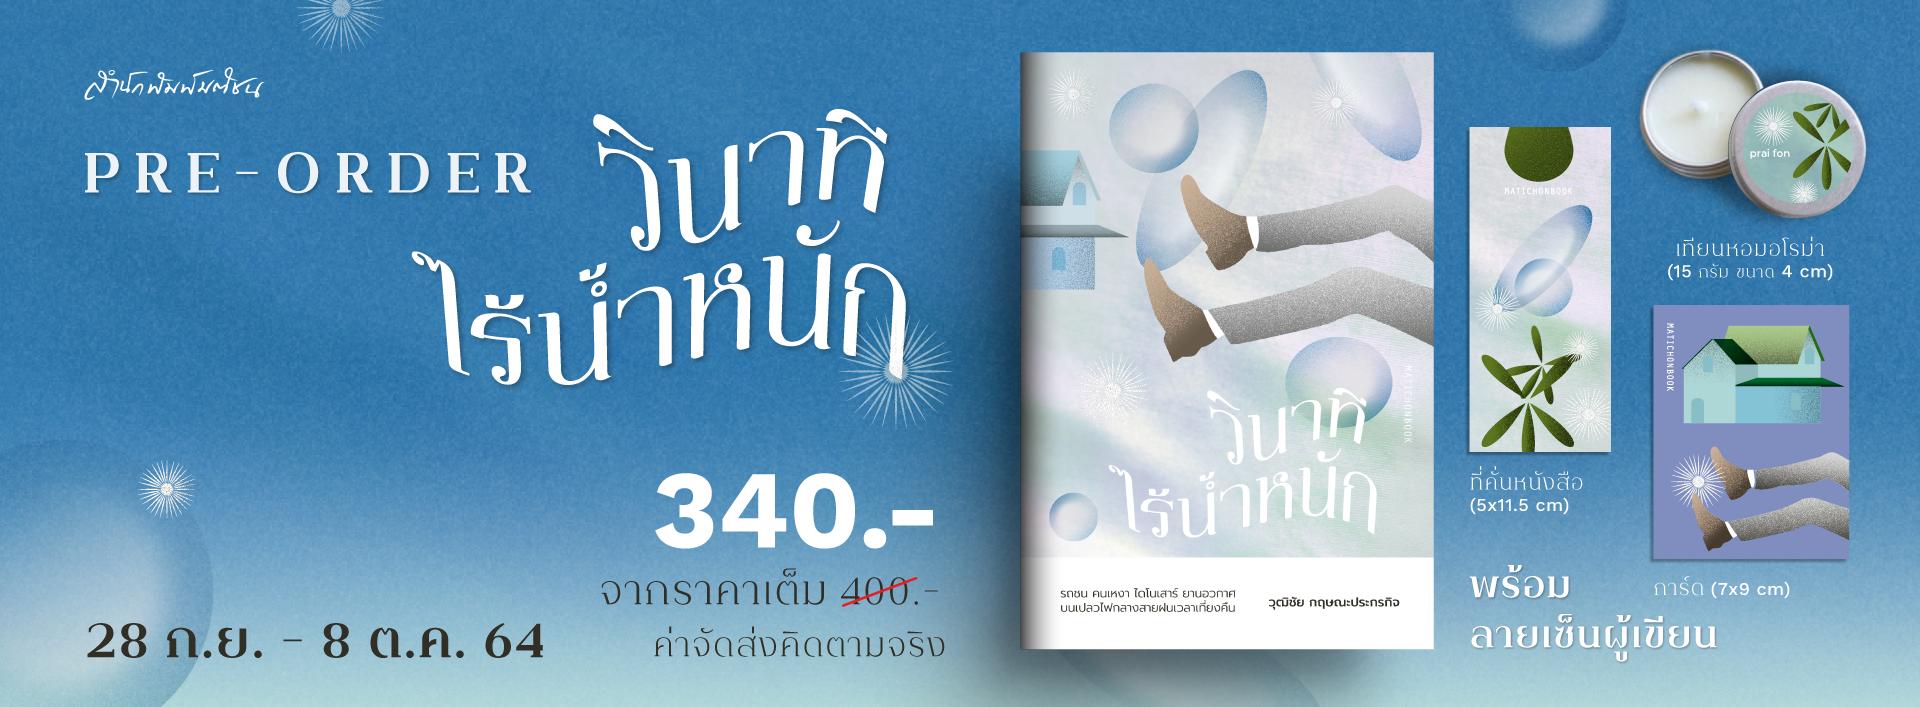 สำนักพิมพ์มติชน
PRE-ORDER
วินาที
ไร้น้ำหนัก
340.-
จากราคาเต็ม 400.-
ค่าจัดส่งคิดตามจริง
28 ก.ย. - 8 ต.ค. 64
MATICHONBOOK
วินาที
ไร้น้ำหนัก
รถชน คนเหงา ไดโนเสาร์ ยานอวกาศ
บนเปลวไฟกลางสายฝนเวลาเที่ยงคืน
วุฒิชัย กฤษณะประกรกิจ
MATICHONBOOK
ที่คั่นหนังสือ
(5x11.5 cm)
prai fon
เทียนหอมอโรม่า
(15 กรัม ขนาด 4 cm)
MATICHONBOOK
การ์ด (7x9 cm)
พร้อม
ลายเซ็นผู้เขียน